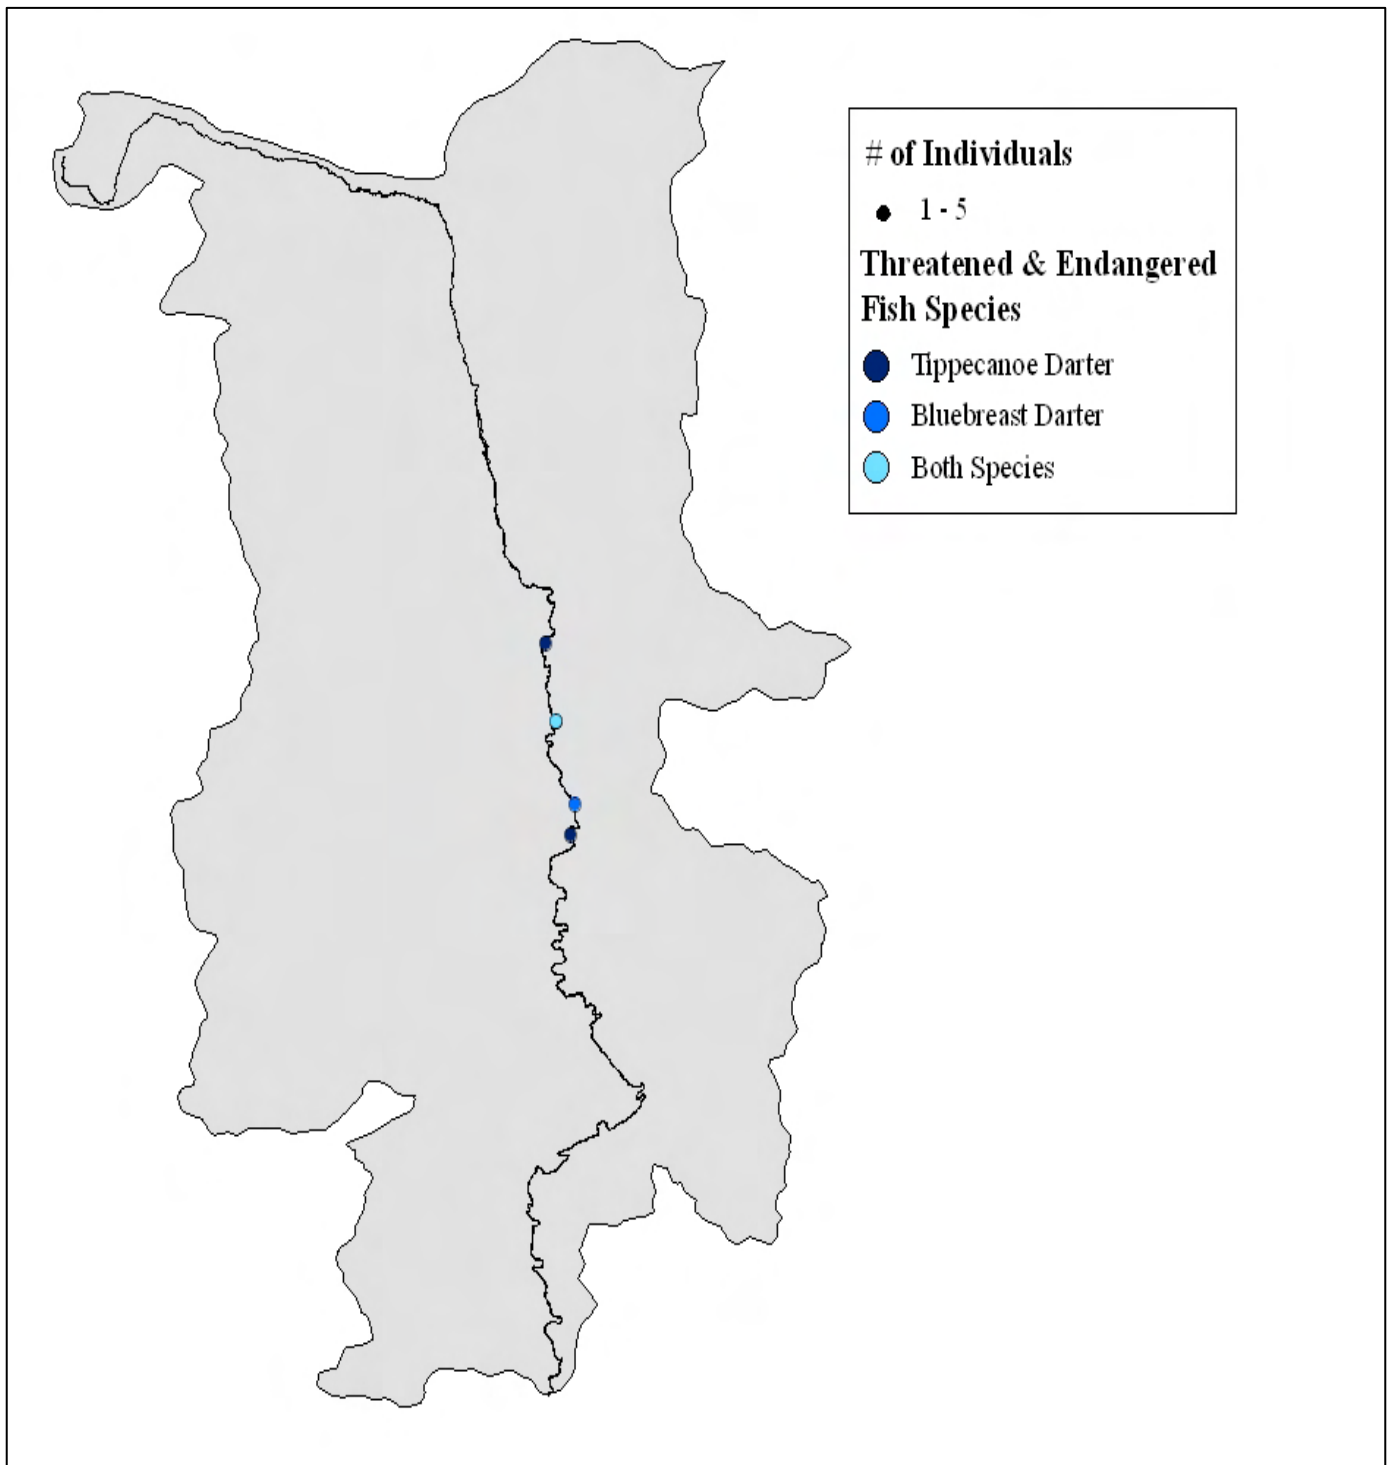 # of Individuals
1 - 5
Threatened & Endangered
Fish Species
Tippecanoe Darter
Bluebreast Darter
Both Species